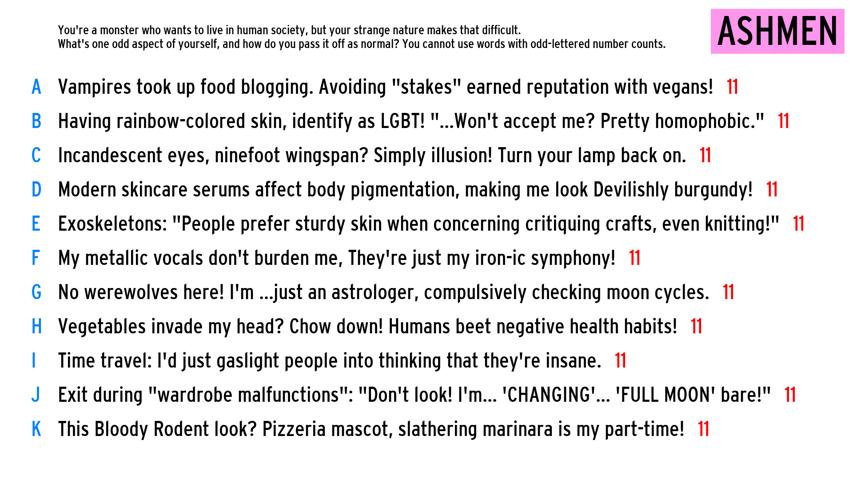 You're a monster who wants to live in human society, but your strange nature makes that difficult.
What's one odd aspect of yourself, and how do you pass it off as normal? You cannot use words with odd-lettered number counts.
ASHMEN
A Vampires took up food blogging. Avoiding "stakes" earned reputation with vegans! 11
B Having rainbow-colored skin, identify as LGBT! "...Won't accept me? Pretty homophobic." 11
C Incandescent eyes, ninefoot wingspan? Simply illusion! Turn your lamp back on. 11
D Modern skincare serums affect body pigmentation, making me look Devilishly burgundy! 11
E Exoskeletons: "People prefer sturdy skin when concerning critiquing crafts, even knitting!" 11
F My metallic vocals don't burden me, They're just my iron-ic symphony! 11
G No werewolves here! I'm ...just an astrologer, compulsively checking moon cycles. 11
H Vegetables invade my head? Chow down! Humans beet negative health habits! 11
I Time travel: I'd just gaslight people into thinking that they're insane. 11
J Exit during "wardrobe malfunctions": "Don't look! I'm... 'CHANGING'... 'FULL MOON' bare!" 11
K This Bloody Rodent look? Pizzeria mascot, slathering marinara is my part-time! 11